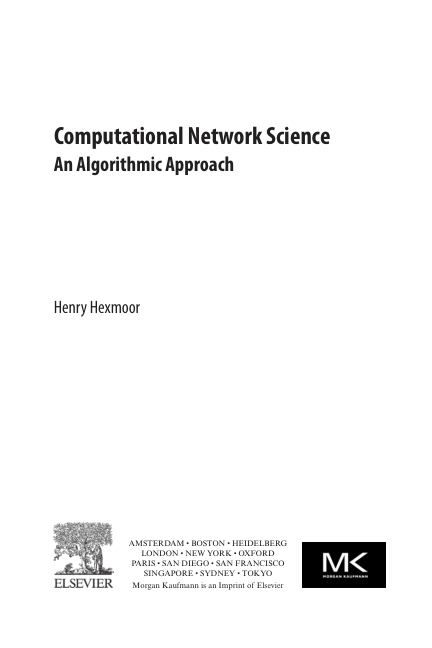 Computational Network Science
An Algorithmic Approach
Henry Hexmoor
ELSEVIER
AMSTERDAM • BOSTON • HEIDELBERG
LONDON • NEW YORK • OXFORD
PARIS • SAN DIEGO • SAN FRANCISCO
SINGAPORE • SYDNEY • TOKYO
Morgan Kaufmann is an Imprint of Elsevier
MK
MORGAN KAUFMANN